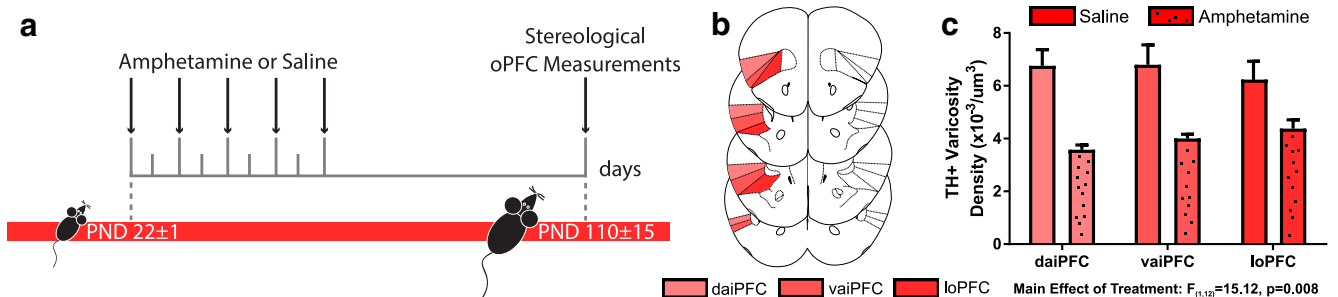 a
Amphetamine or Saline
Stereological
oPFC Measurements
days
PND 22±1
PND 110±15
b
daiPFC
vaiPFC
loPFC
c
Saline
Amphetamine
TH+ Varicosity
Density (x10⁻³/um³)
8
6
4
2
0
daiPFC
vaiPFC
loPFC
Main Effect of Treatment: F(1,12)=15.12, p=0.008